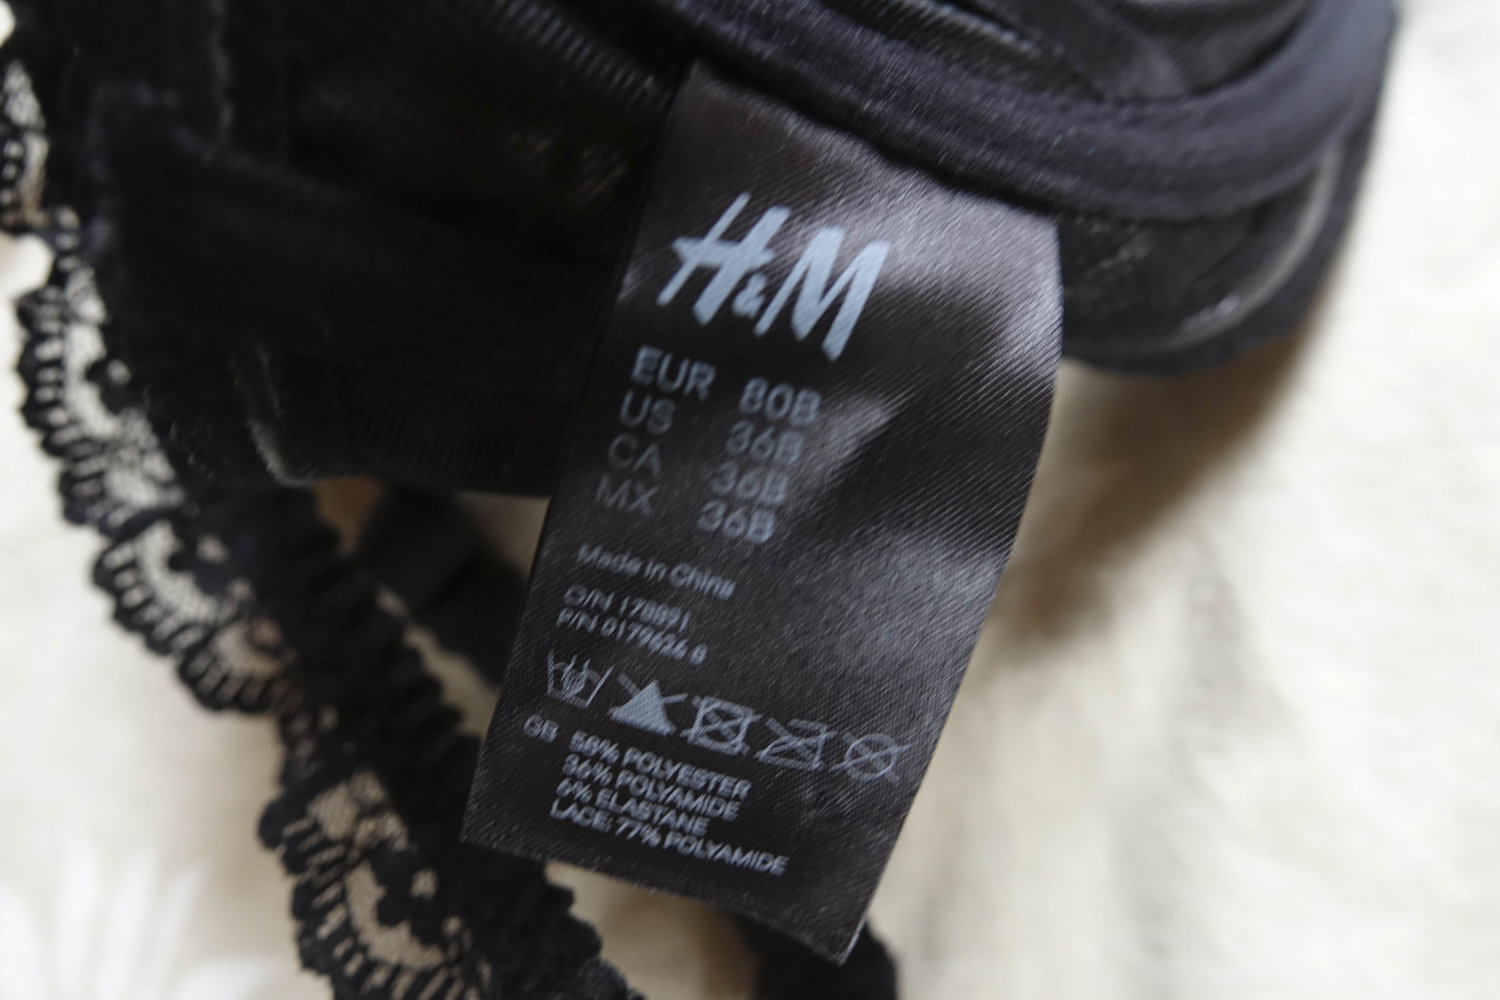 H&M
EUR 80B
US 36B
CA 36B
MX 36B
Made in China
O/N 178891
P/N
GB 58% POLYESTER
36% POLYAMIDE
6% ELASTANE
LACE: 77% POLYAMIDE